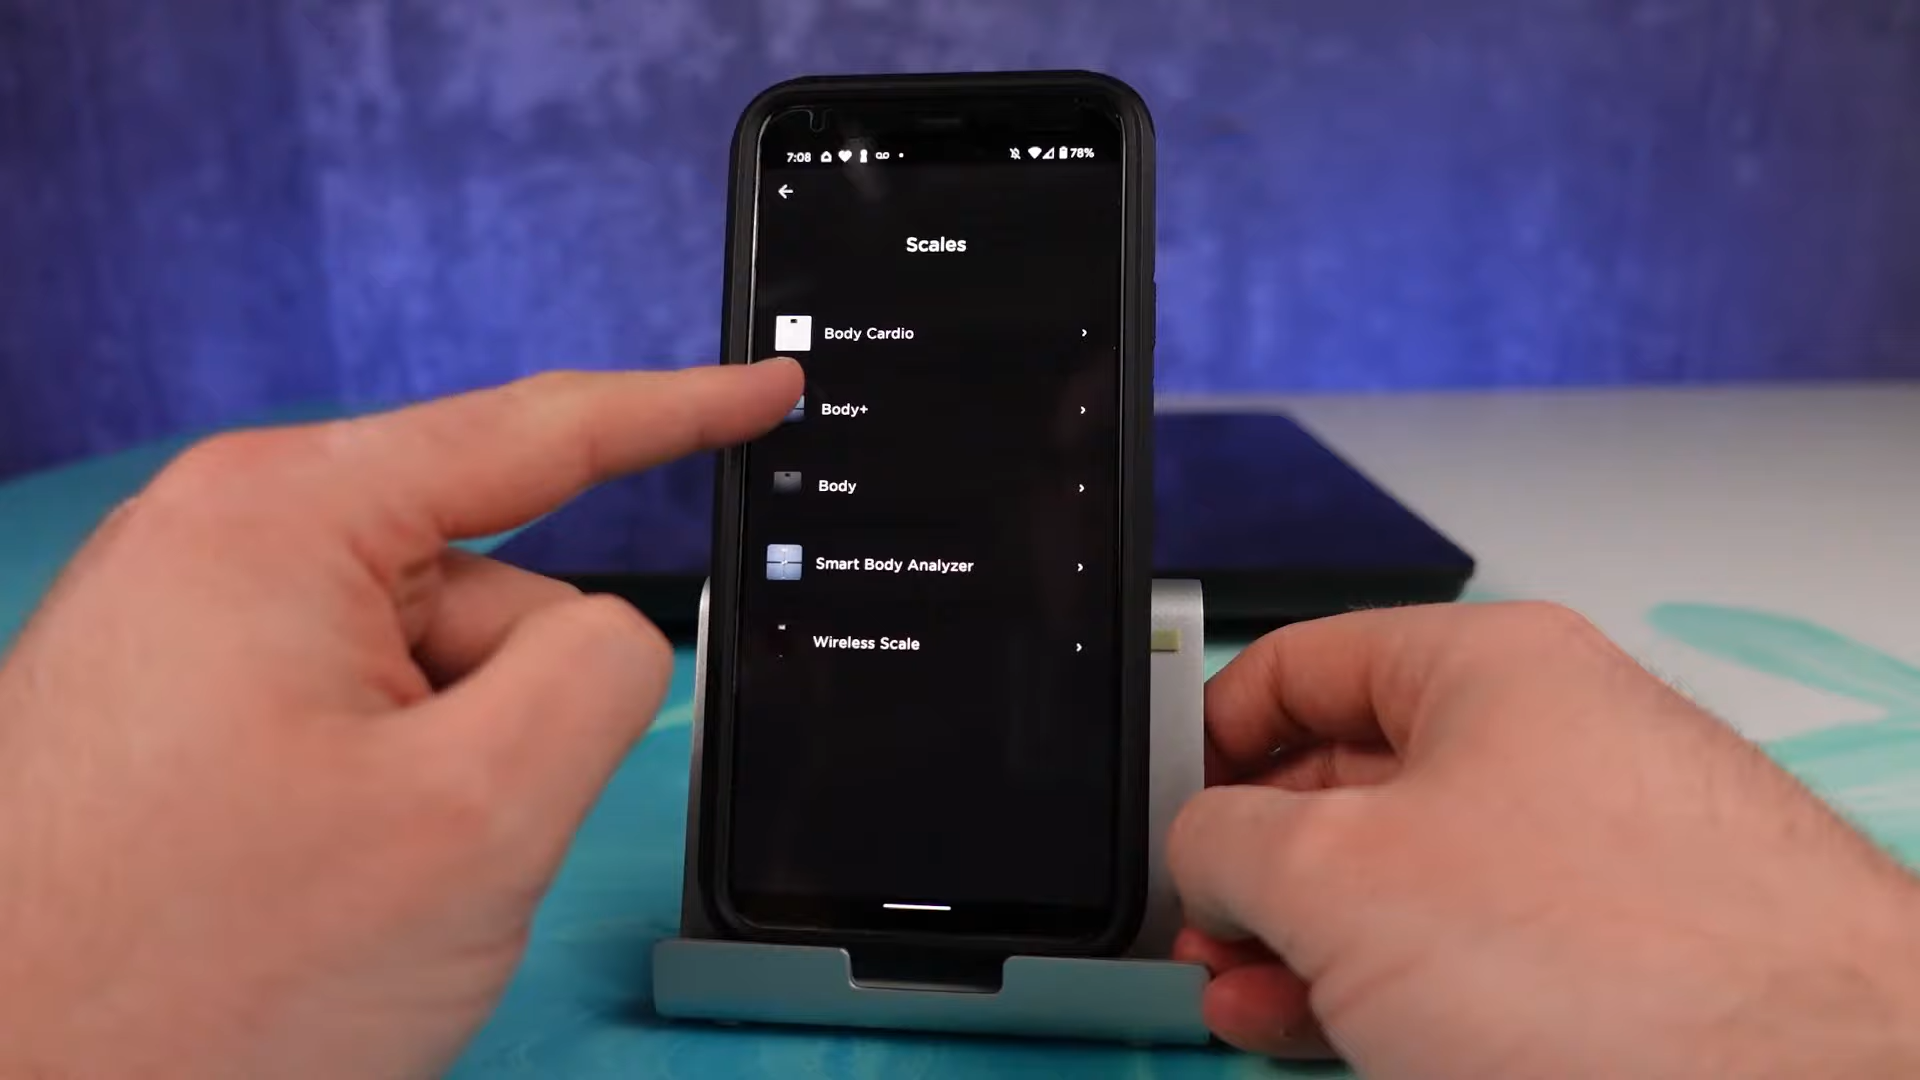 7:08 78%
Scales
Body Cardio
Body+
Body
Smart Body Analyzer
Wireless Scale